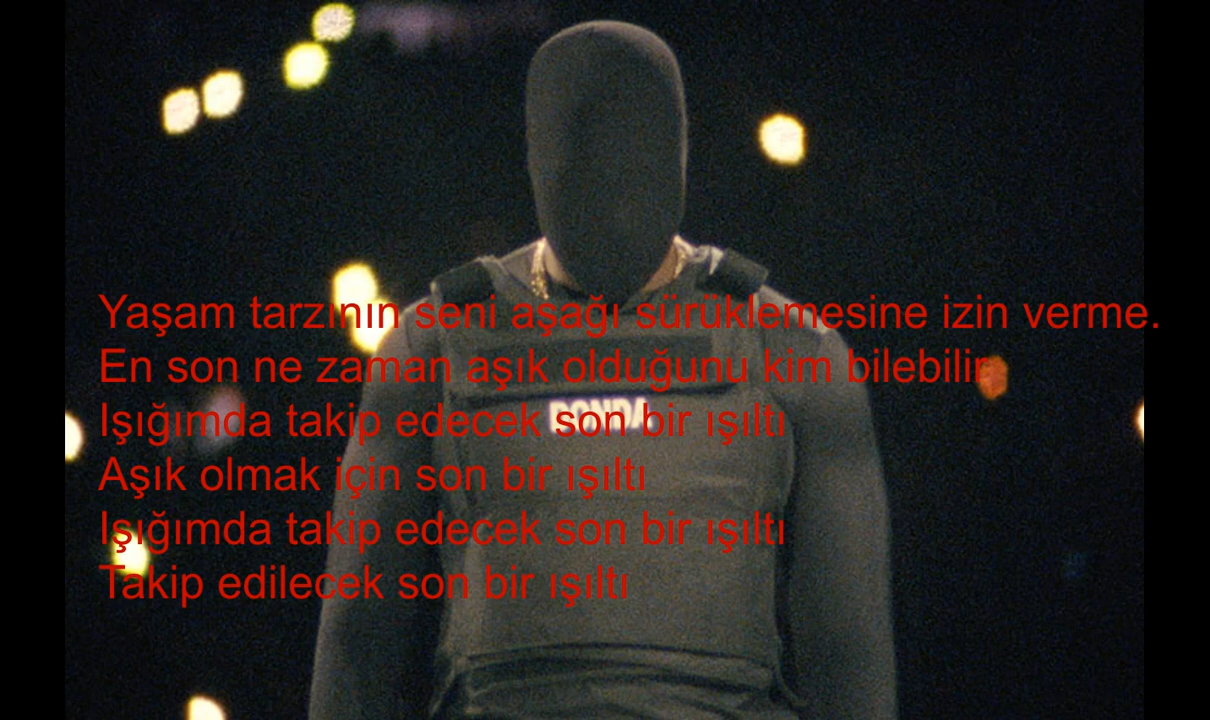 Yaşam tarzının seni aşağı sürüklemesine izin verme.
En son ne zaman aşık olduğunu kim bilebilir
Işığımda takip edecek son bir ışıltı
DONDA
Aşık olmak için son bir ışıltı
Işığımda takip edecek son bir ışıltı
Takip edilecek son bir ışıltı